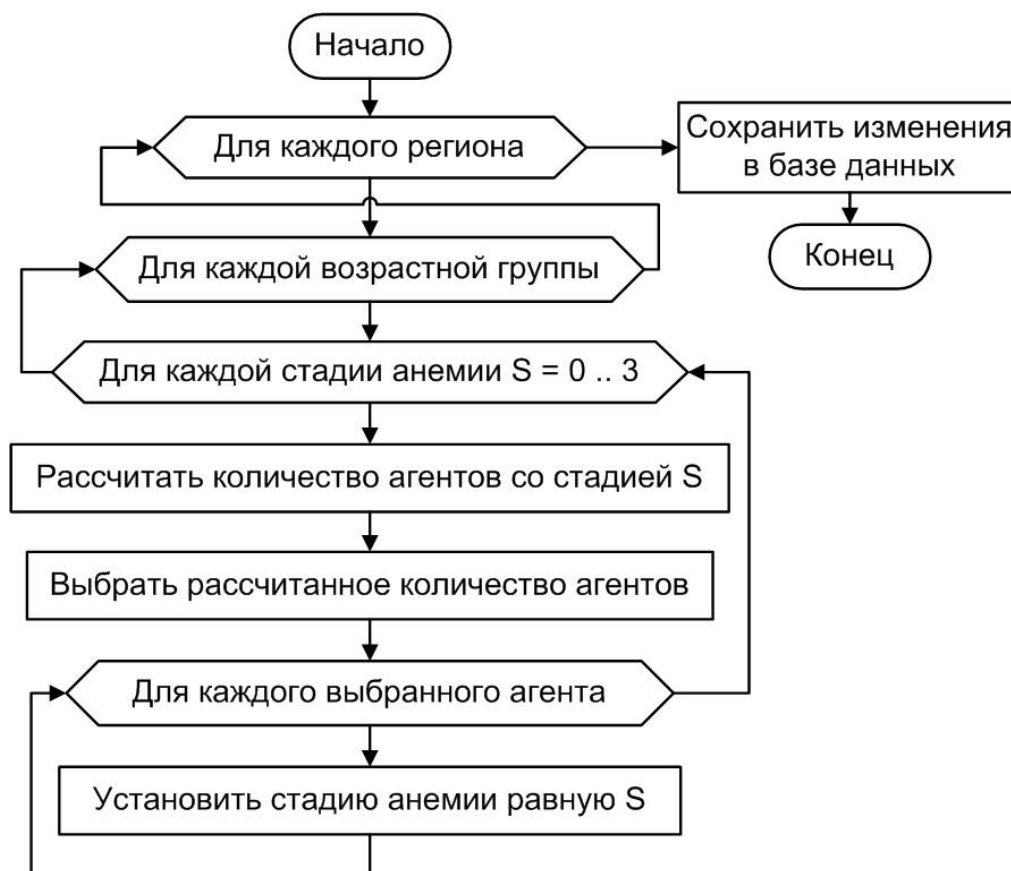 Начало
Для каждого региона
Сохранить изменения
в базе данных
Для каждой возрастной группы
Конец
Для каждой стадии анемии S = 0 .. 3
Рассчитать количество агентов со стадией S
Выбрать рассчитанное количество агентов
Для каждого выбранного агента
Установить стадию анемии равную S